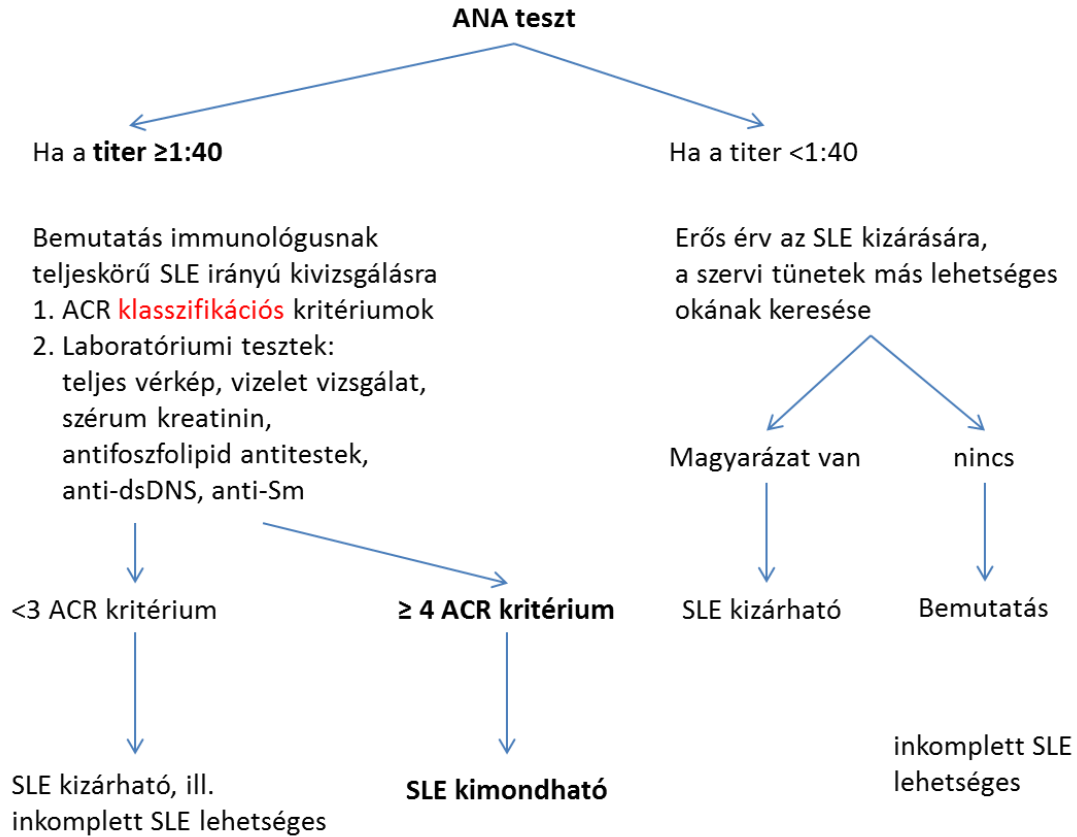 ANA teszt
Ha a titer ≥1:40
Ha a titer <1:40
Bemutatás immunológusnak
teljeskörű SLE irányú kivizsgálásra
1. ACR klasszifikációs kritériumok
2. Laboratóriumi tesztek:
teljes vérkép, vizelet vizsgálat,
szérum kreatinin,
antifoszfolipid antitestek,
anti-dsDNS, anti-Sm
Erős érv az SLE kizárására,
a szervi tünetek más lehetséges
okának keresése
Magyarázat van
nincs
<3 ACR kritérium
≥ 4 ACR kritérium
SLE kizárható
Bemutatás
SLE kizárható, ill.
inkomplett SLE lehetséges
SLE kimondható
inkomplett SLE
lehetséges